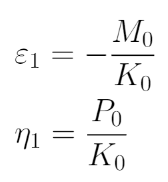 ε₁ = −M₀/K₀
η₁ = P₀/K₀